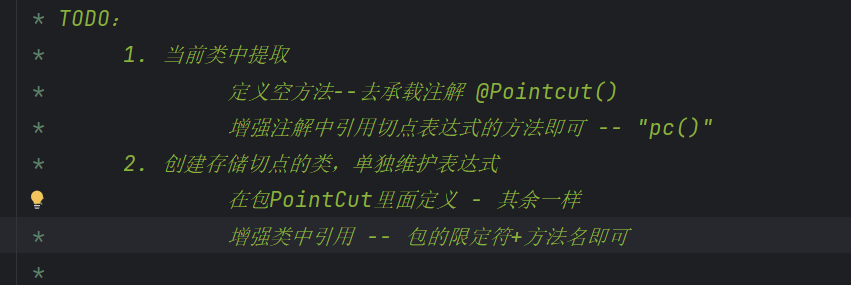 * TODO:
* 1. 当前类中提取
* 定义空方法--去承载注解 @Pointcut()
* 增强注解中引用切点表达式的方法即可 -- "pc()"
* 2. 创建存储切点的类，单独维护表达式
在包PointCut里面定义 - 其余一样
* 增强类中引用 -- 包的限定符+方法名即可
*